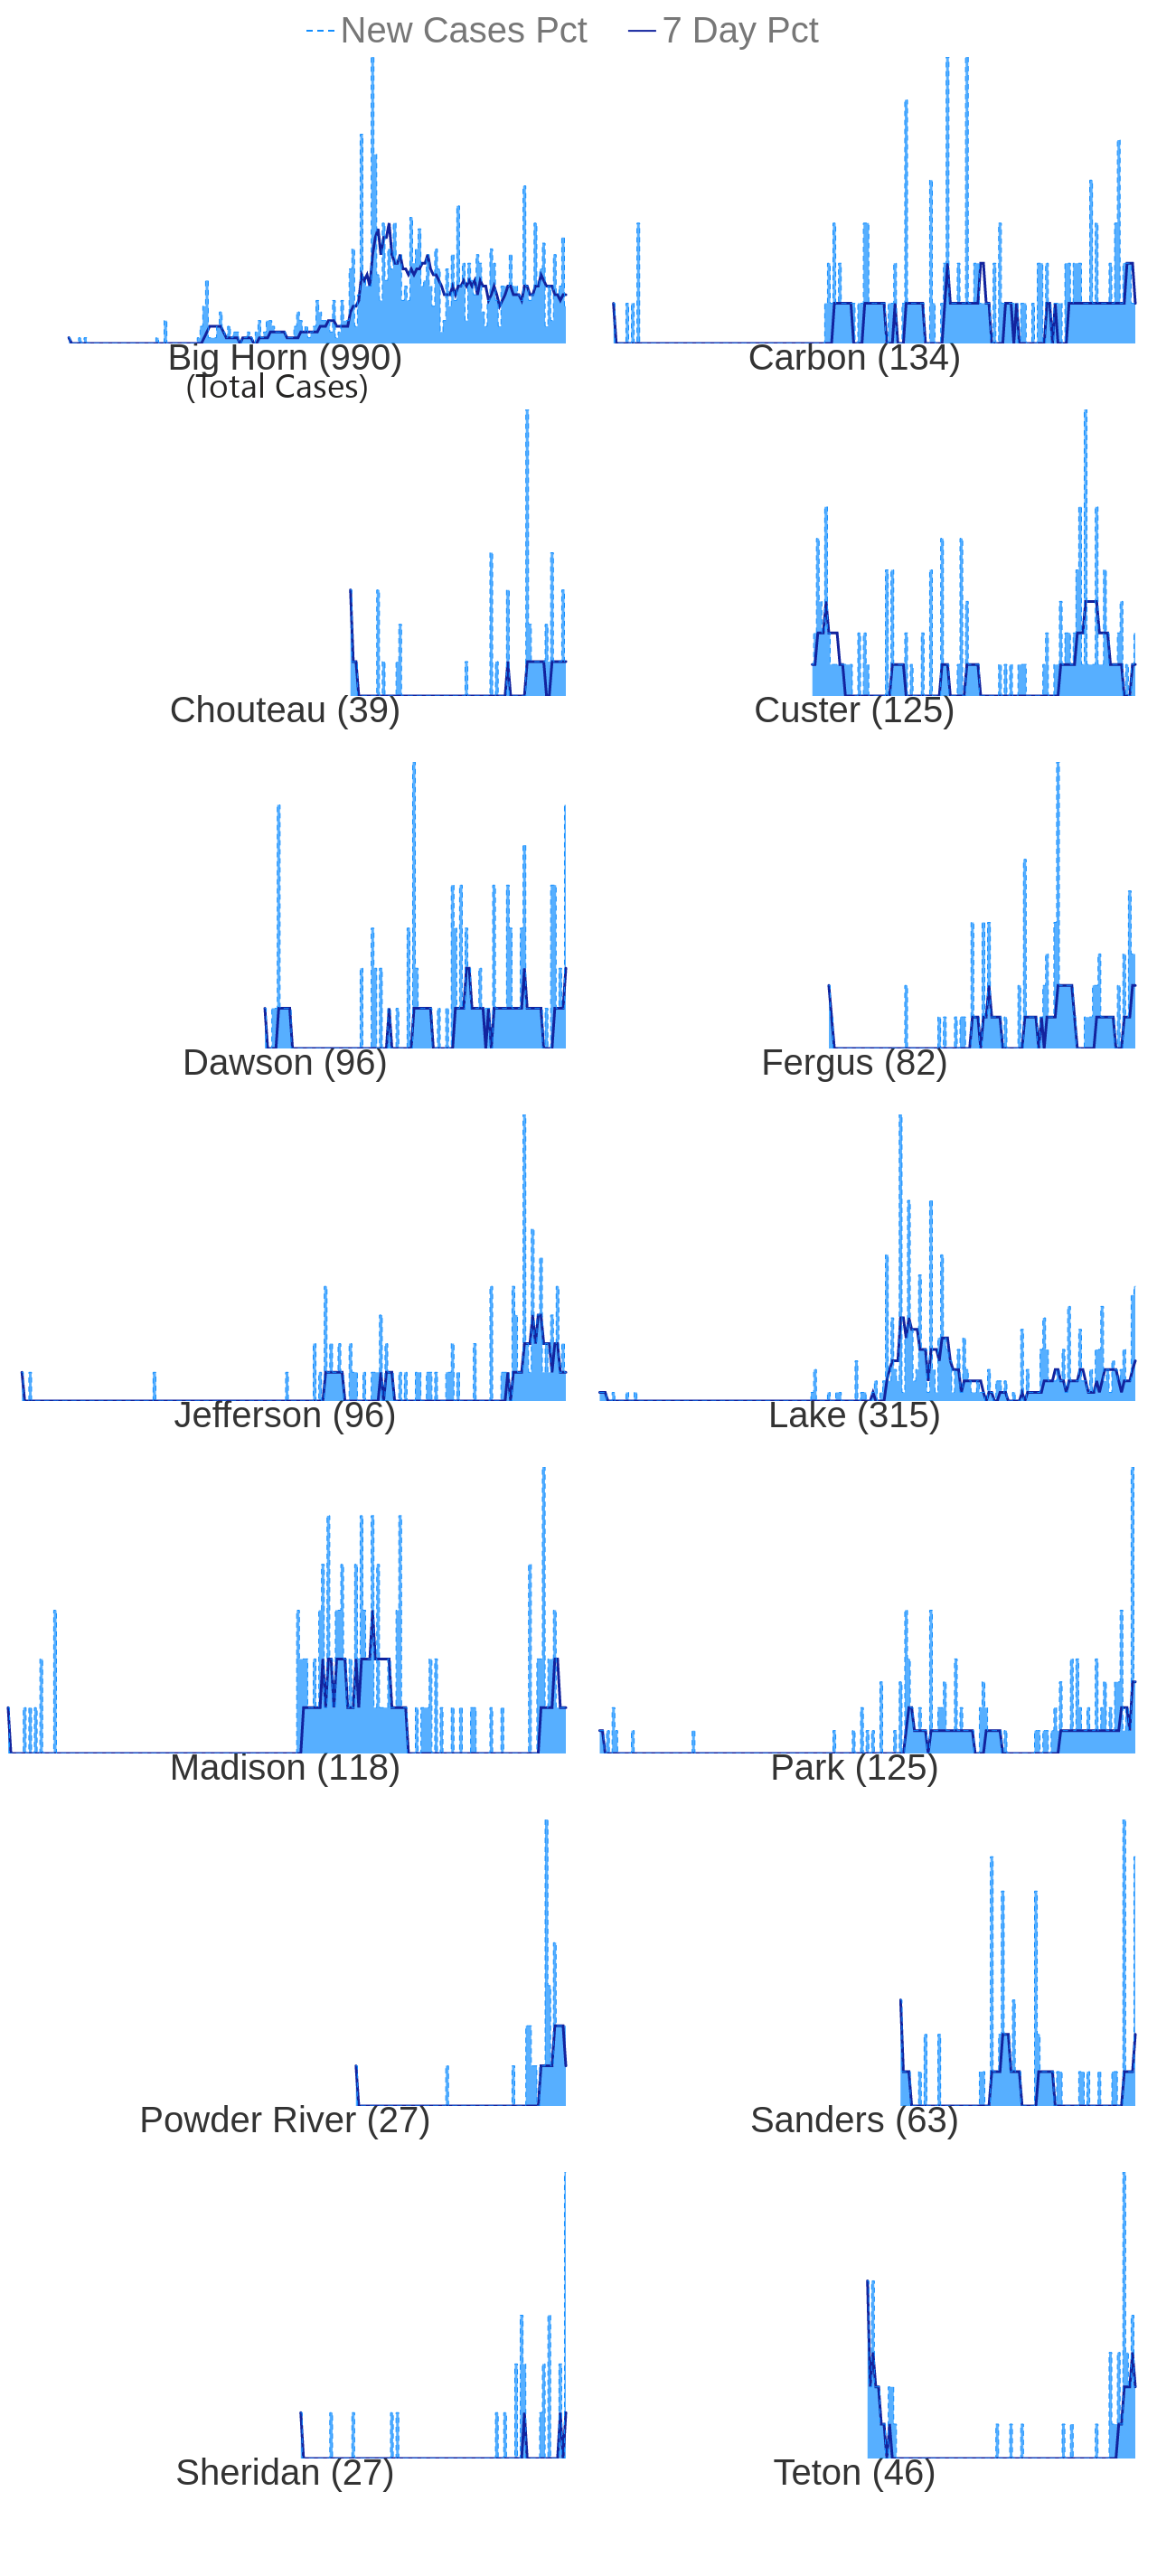 New Cases Pct 7 Day Pct
Big Horn (990) Carbon (134)
(Total Cases)
Chouteau (39) Custer (125)
Dawson (96) Fergus (82)
Jefferson (96) Lake (315)
Madison (118) Park (125)
Powder River (27) Sanders (63)
Sheridan (27) Teton (46)